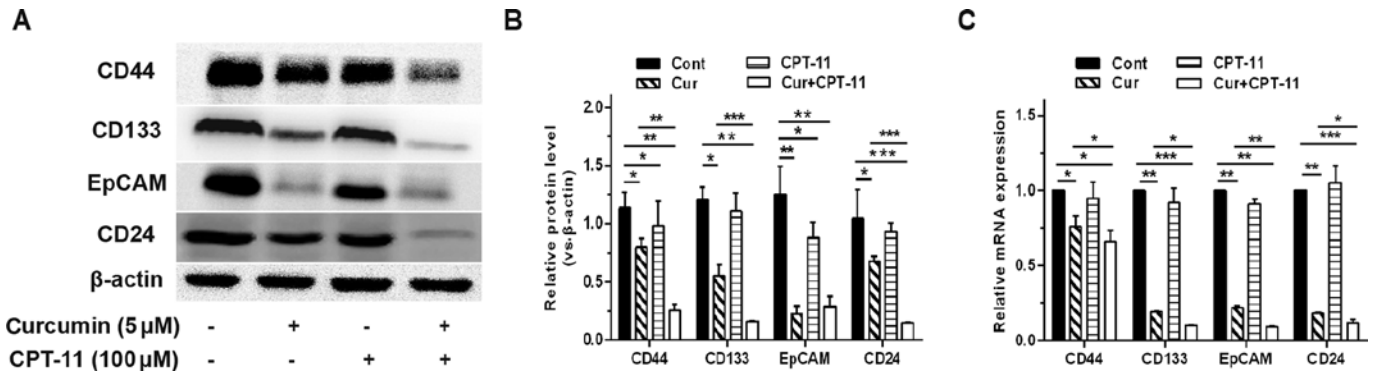 A
CD44
CD133
EpCAM
CD24
β-actin
Curcumin (5 μM) - + - +
CPT-11 (100 μM) - - + +
B
Cont
CPT-11
Cur
Cur+CPT-11
Relative protein level
(vs·β-actin)
2.0
1.5
1.0
0.5
0.0
** ** * *
*** ** *
** * **
*** *** *
CD44 CD133 EpCAM CD24
C
Cont
CPT-11
Cur
Cur+CPT-11
Relative mRNA expression
1.50
1.25
1.0
0.5
0.0
* * *
* *** **
** ** **
* *** **
CD44 CD133 EpCAM CD24